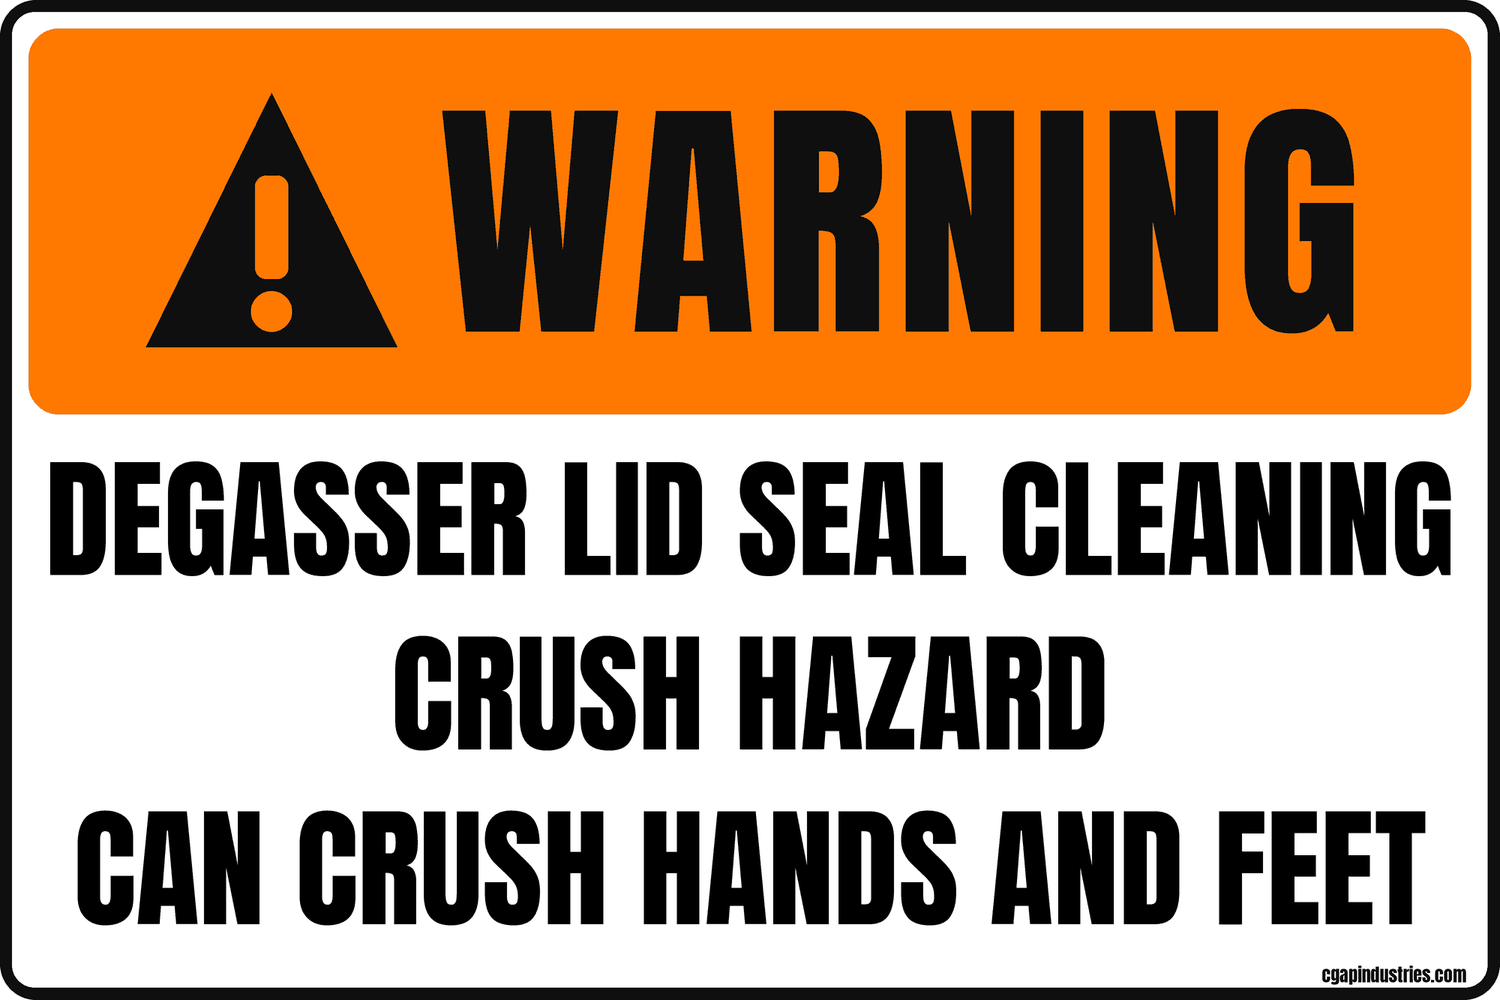 WARNING
DEGASSER LID SEAL CLEANING
CRUSH HAZARD
CAN CRUSH HANDS AND FEET
cgapindustries.com